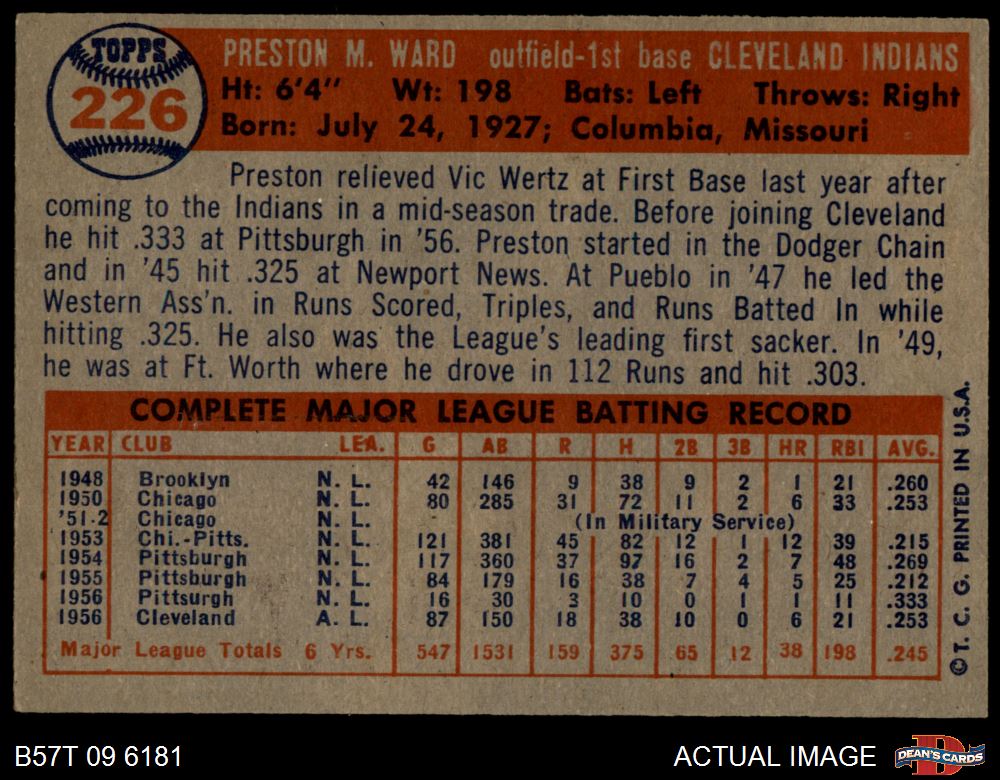 TOPPS
226
PRESTON M. WARD outfield-1st base CLEVELAND INDIANS
Ht: 6'4" Wt: 198 Bats: Left Throws: Right
Born: July 24, 1927; Columbia, Missouri
Preston relieved Vic Wertz at First Base last year after
coming to the Indians in a mid-season trade. Before joining Cleveland
he hit .333 at Pittsburgh in '56. Preston started in the Dodger Chain
and in '45 hit .325 at Newport News. At Pueblo in '47 he led the
Western Ass'n. in Runs Scored, Triples, and Runs Batted In while
hitting .325. He also was the League's leading first sacker. In '49,
he was at Ft. Worth where he drove in 112 Runs and hit .303.
COMPLETE MAJOR LEAGUE BATTING RECORD
YEAR CLUB LEA. G AB R H 2B 3B HR RBI AVG.
1948 Brooklyn N. L. 42 146 9 38 9 2 1 21 .260
1950 Chicago N. L. 80 285 31 72 11 2 6 33 .253
'51-2 Chicago N. L. (In Military Service)
1953 Chi.-Pitts. N. L. 121 381 45 82 12 1 12 39 .215
1954 Pittsburgh N. L. 117 360 37 97 16 2 7 48 .269
1955 Pittsburgh N. L. 84 179 16 38 7 4 5 25 .212
1956 Pittsurgh N. L. 16 30 3 10 0 1 1 11 .333
1956 Cleveland A. L. 87 150 18 38 10 0 6 21 .253
Major League Totals 6 Yrs. 547 1531 159 375 65 12 38 198 .245
© T. C. G. PRINTED IN U.S.A.
B57T 09 6181 ACTUAL IMAGE DEAN'S CARDS